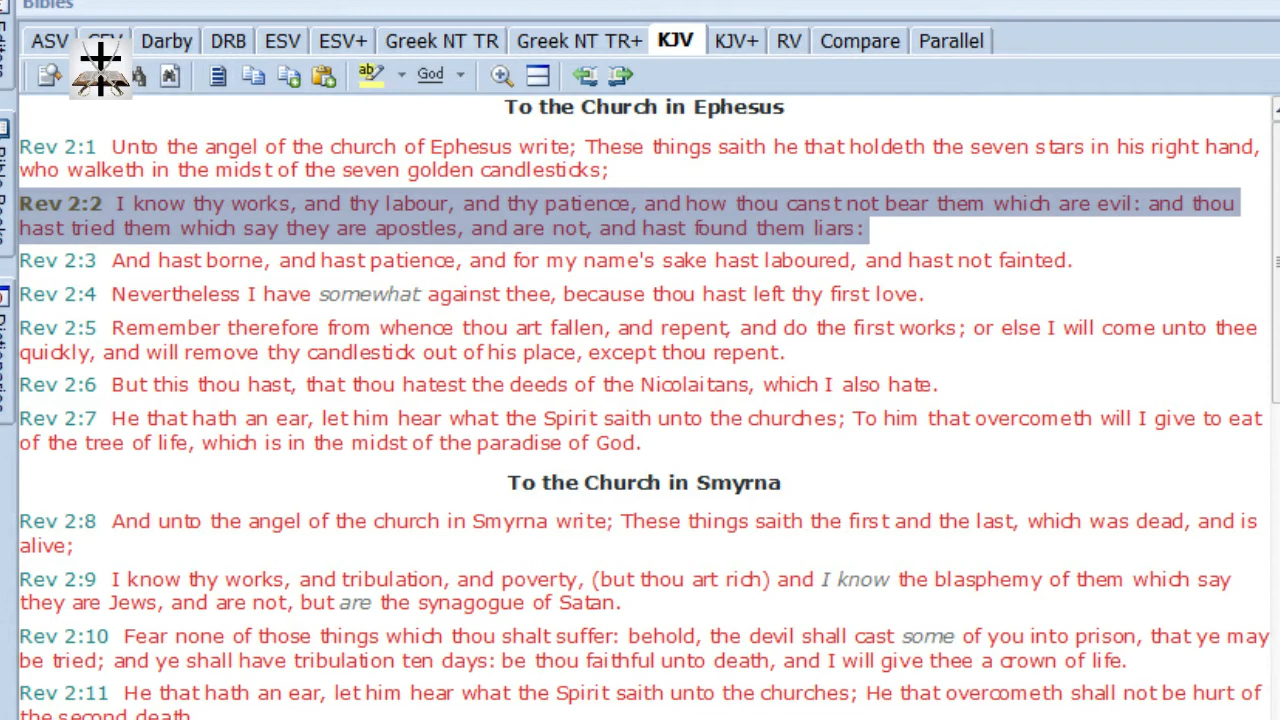 Bibles
ASV CEV Darby DRB ESV ESV+ Greek NT TR Greek NT TR+ KJV KJV+ RV Compare Parallel
God
To the Church in Ephesus
Rev 2:1 Unto the angel of the church of Ephesus write; These things saith he that holdeth the seven stars in his right hand,
who walketh in the midst of the seven golden candlesticks;
Rev 2:2 I know thy works, and thy labour, and thy patience, and how thou canst not bear them which are evil: and thou
hast tried them which say they are apostles, and are not, and hast found them liars:
Rev 2:3 And hast borne, and hast patience, and for my name's sake hast laboured, and hast not fainted.
Rev 2:4 Nevertheless I have somewhat against thee, because thou hast left thy first love.
Rev 2:5 Remember therefore from whence thou art fallen, and repent, and do the first works; or else I will come unto thee
quickly, and will remove thy candlestick out of his place, except thou repent.
Rev 2:6 But this thou hast, that thou hatest the deeds of the Nicolaitans, which I also hate.
Rev 2:7 He that hath an ear, let him hear what the Spirit saith unto the churches; To him that overcometh will I give to eat
of the tree of life, which is in the midst of the paradise of God.
To the Church in Smyrna
Rev 2:8 And unto the angel of the church in Smyrna write; These things saith the first and the last, which was dead, and is
alive;
Rev 2:9 I know thy works, and tribulation, and poverty, (but thou art rich) and I know the blasphemy of them which say
they are Jews, and are not, but are the synagogue of Satan.
Rev 2:10 Fear none of those things which thou shalt suffer: behold, the devil shall cast some of you into prison, that ye may
be tried; and ye shall have tribulation ten days: be thou faithful unto death, and I will give thee a crown of life.
Rev 2:11 He that hath an ear, let him hear what the Spirit saith unto the churches; He that overcometh shall not be hurt of
the second death.